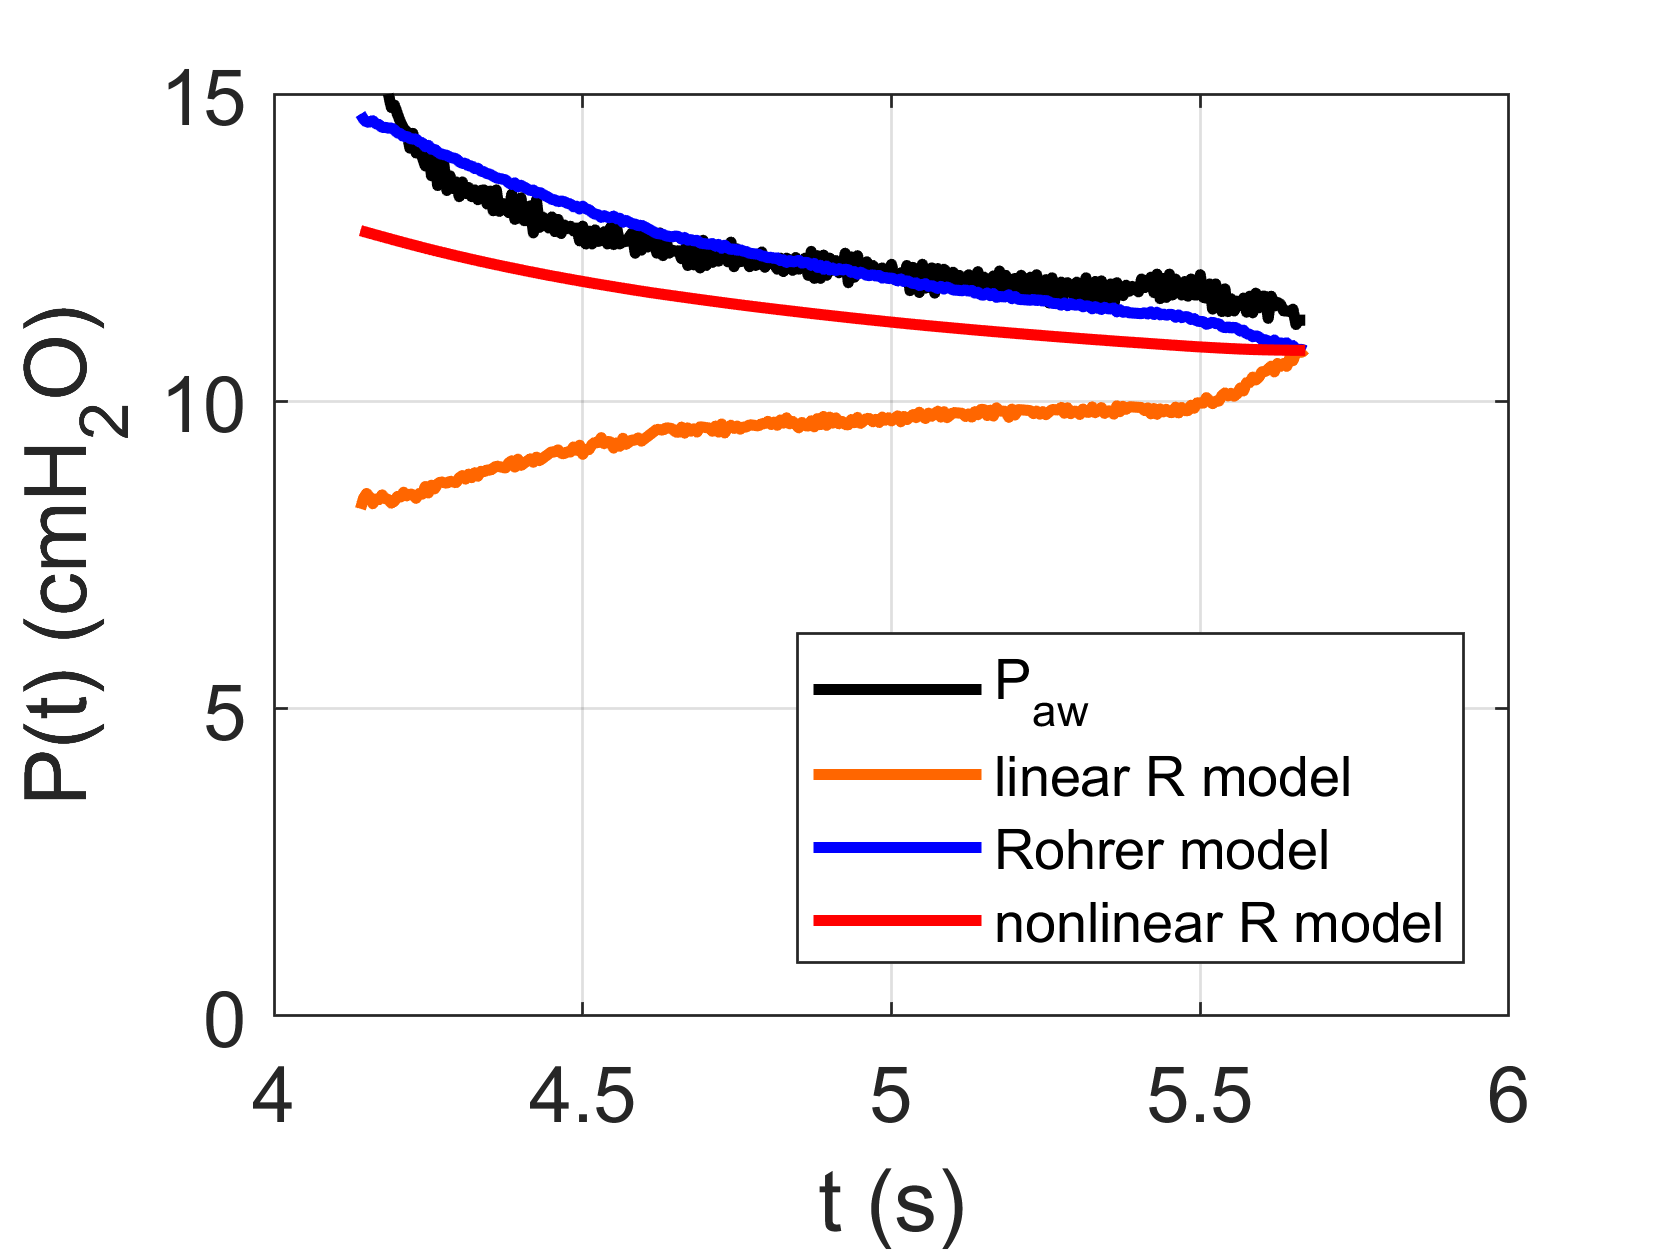 P(t) (cmH2O)
15
10
5
0
4 4.5 5 5.5 6
t (s)
Paw
linear R model
Rohrer model
nonlinear R model